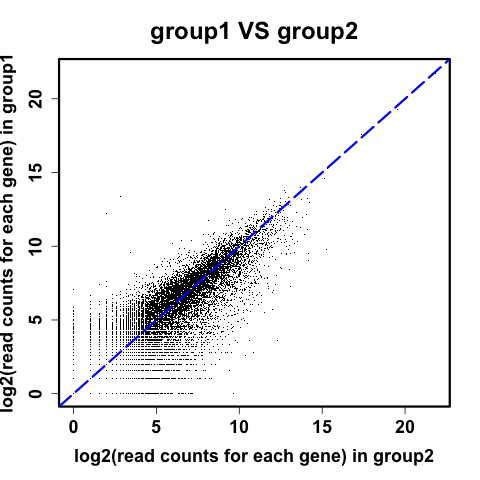 group1 VS group2
log2(read counts for each gene) in group1
20
15
10
5
0
0 5 10 15 20
log2(read counts for each gene) in group2